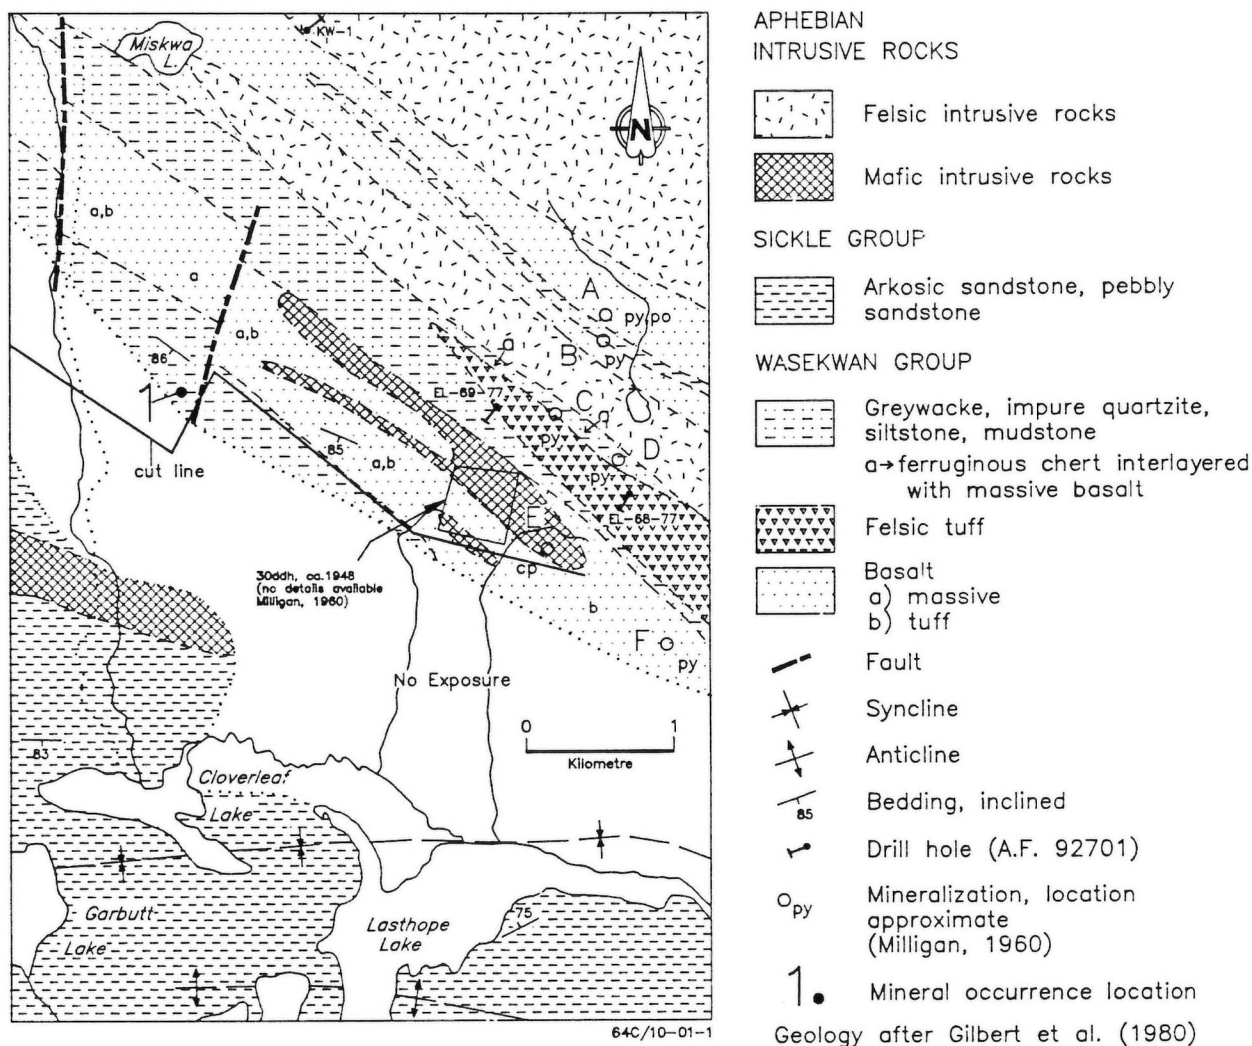 Miskwa
L.
KW-1
N
a,b
a
a,b
86
1
A
py,po
py
B
a
EL-69-77
C
a
py
D
py
EL-68-77
85
a,b
E
cp
cut line
30ddh, ca.1948
(no details available
Milligan, 1960)
b
F
py
No Exposure
0 1
Kilometre
83
Cloverleaf
Lake
Garbutt
Lake
Lasthope
Lake
75
64C/10-01-1
APHEBIAN
INTRUSIVE ROCKS
Felsic intrusive rocks
Mafic intrusive rocks
SICKLE GROUP
Arkosic sandstone, pebbly
sandstone
WASEKWAN GROUP
Greywacke, impure quartzite,
siltstone, mudstone
a→ferruginous chert interlayered
with massive basalt
Felsic tuff
Basalt
a) massive
b) tuff
Fault
Syncline
Anticline
85
Bedding, inclined
Drill hole (A.F. 92701)
py
Mineralization, location
approximate
(Milligan, 1960)
1.
Mineral occurrence location
Geology after Gilbert et al. (1980)